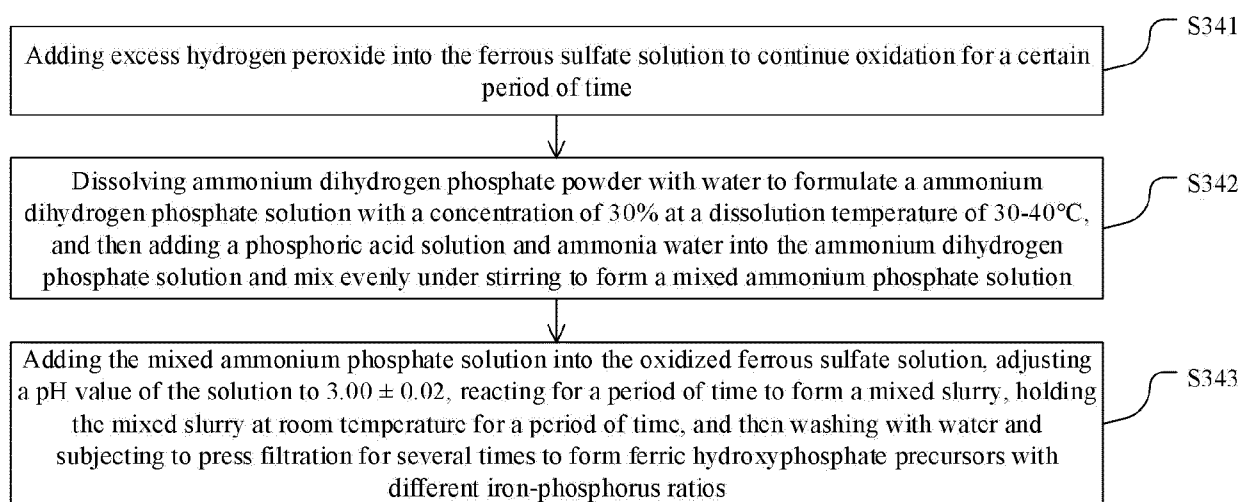 S341
Adding excess hydrogen peroxide into the ferrous sulfate solution to continue oxidation for a certain
period of time
S342
Dissolving ammonium dihydrogen phosphate powder with water to formulate a ammonium
dihydrogen phosphate solution with a concentration of 30% at a dissolution temperature of 30-40°C,
and then adding a phosphoric acid solution and ammonia water into the ammonium dihydrogen
phosphate solution and mix evenly under stirring to form a mixed ammonium phosphate solution
S343
Adding the mixed ammonium phosphate solution into the oxidized ferrous sulfate solution, adjusting
a pH value of the solution to 3.00 ± 0.02, reacting for a period of time to form a mixed slurry, holding
the mixed slurry at room temperature for a period of time, and then washing with water and
subjecting to press filtration for several times to form ferric hydroxyphosphate precursors with
different iron-phosphorus ratios